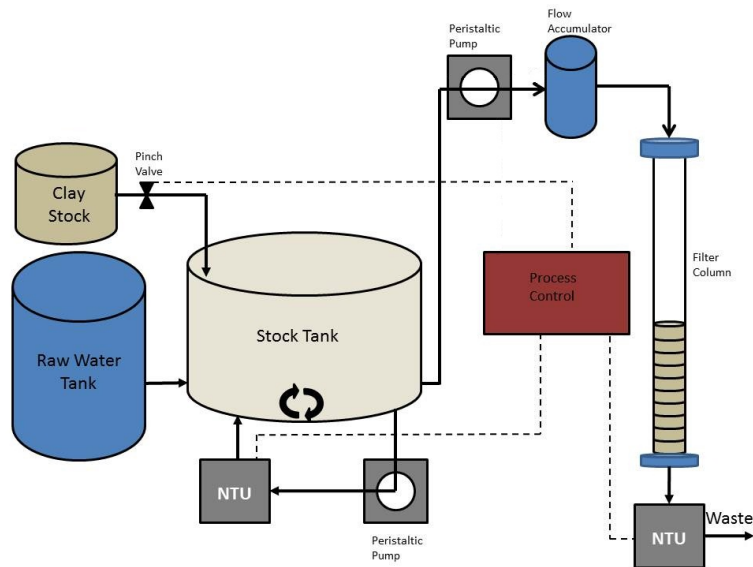 Peristaltic
Pump
Flow
Accumulator
Pinch
Valve
Clay
Stock
Process
Control
Filter
Column
Stock Tank
Raw Water
Tank
NTU
Peristaltic
Pump
NTU
Waste